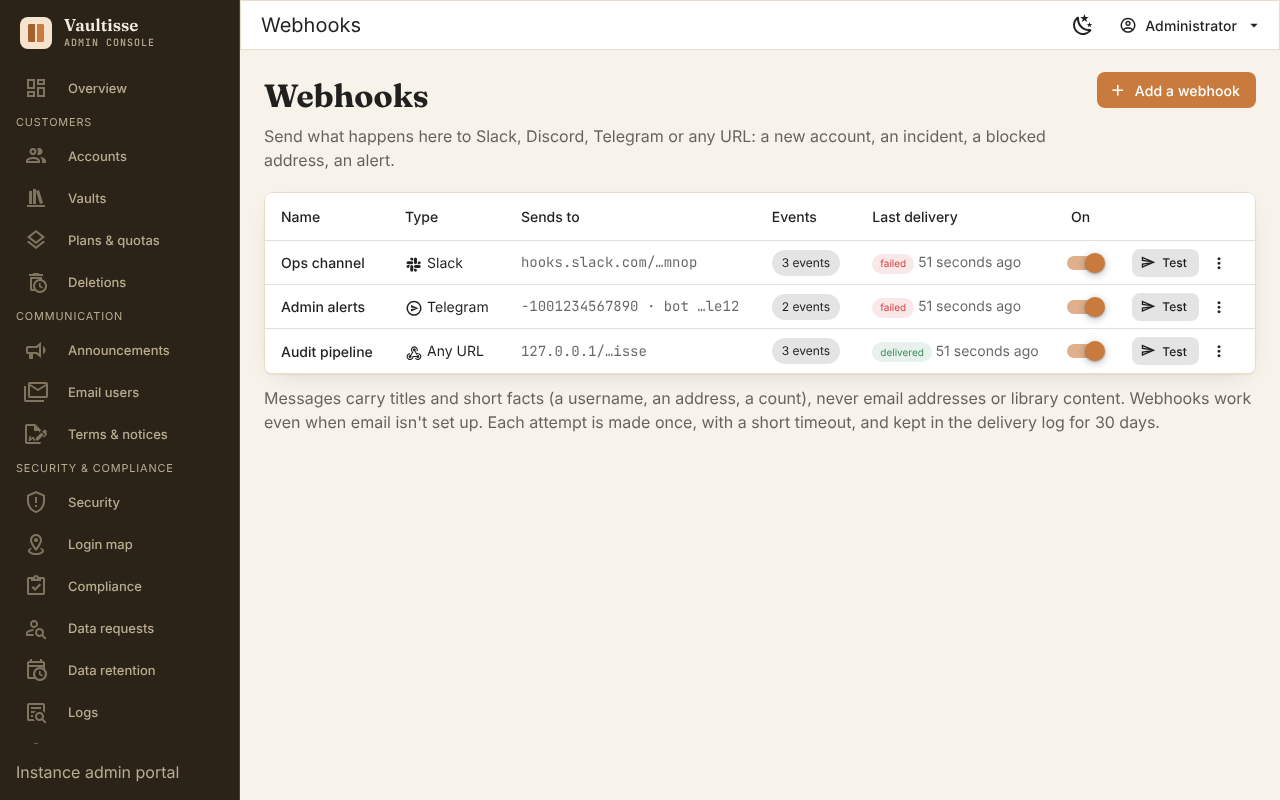 Vaultisse
ADMIN CONSOLE
Overview
CUSTOMERS
Accounts
Vaults
Plans & quotas
Deletions
COMMUNICATION
Announcements
Email users
Terms & notices
SECURITY & COMPLIANCE
Security
Login map
Compliance
Data requests
Data retention
Logs
Instance admin portal
Webhooks
Administrator
Webhooks
Add a webhook
Send what happens here to Slack, Discord, Telegram or any URL: a new account, an incident, a blocked
address, an alert.
Name Type Sends to Events Last delivery On
Ops channel Slack hooks.slack.com/…mnop 3 events failed 51 seconds ago Test
Admin alerts Telegram -1001234567890 · bot …le12 2 events failed 51 seconds ago Test
Audit pipeline Any URL 127.0.0.1/…isse 3 events delivered 51 seconds ago Test
Messages carry titles and short facts (a username, an address, a count), never email addresses or library content. Webhooks work
even when email isn't set up. Each attempt is made once, with a short timeout, and kept in the delivery log for 30 days.